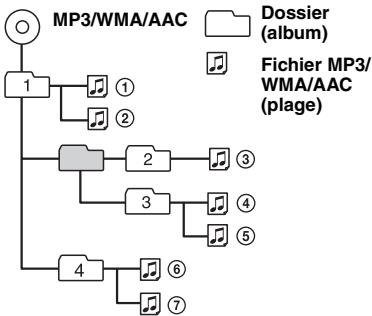 MP3/WMA/AAC
Dossier
(album)
Fichier MP3/
WMA/AAC
(plage)
1
①
②
2
③
3
④
⑤
4
⑥
⑦